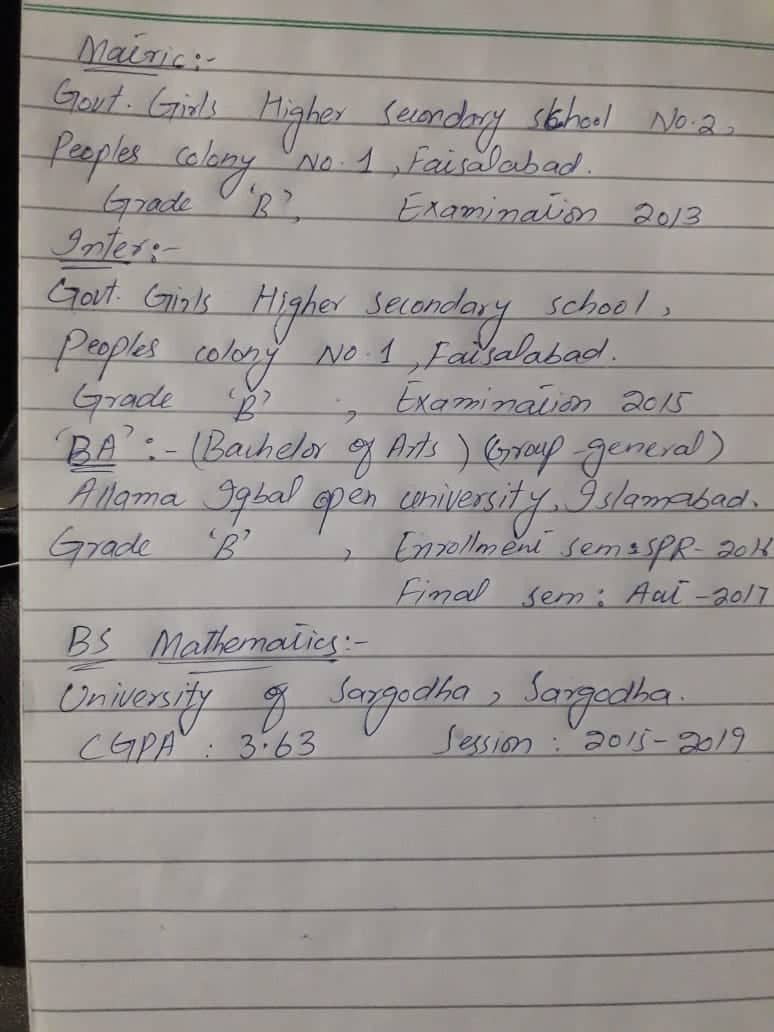 Matric:-
Govt. Girls Higher Secondary school No.2,
Peoples colony No.1, Faisalabad.
Grade 'B', Examination 2013
Inter:-
Govt. Girls Higher Secondary school,
Peoples colony No.1, Faisalabad.
Grade 'B' , Examination 2015
'BA' :- (Bachelor of Arts) (Group-general)
Allama Iqbal open university, Islamabad.
Grade 'B' , Enrollment sem: SPR-2016
Final sem: Aut-2017
BS Mathematics:-
University of Sargodha, Sargodha.
CGPA : 3.63 Session : 2015-2019